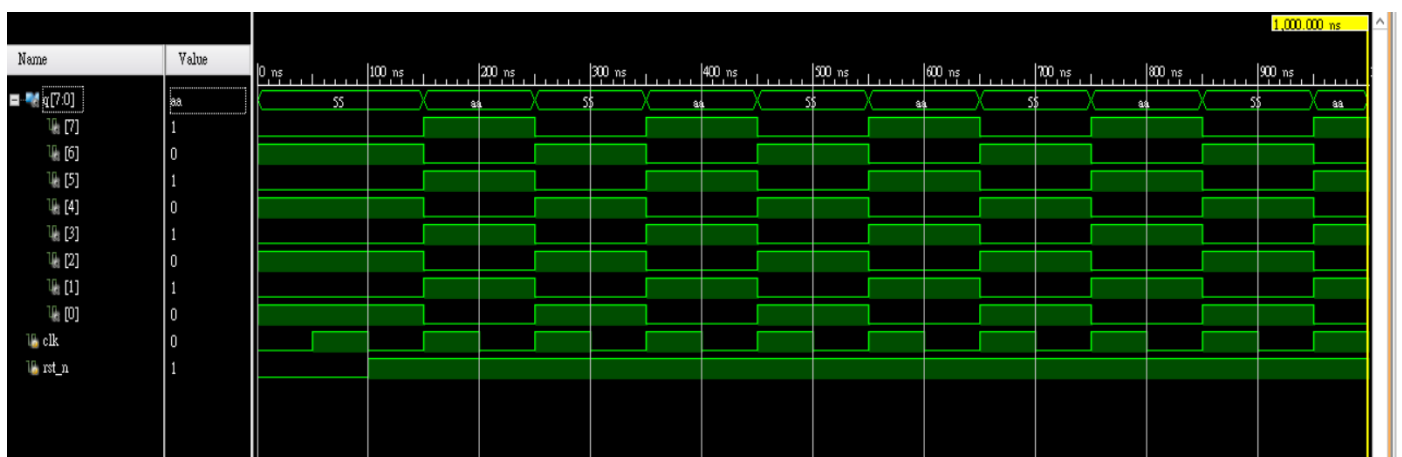 1,000.000 ns
Name Value
0 ns 100 ns 200 ns 300 ns 400 ns 500 ns 600 ns 700 ns 800 ns 900 ns
q[7:0] aa 55 aa 55 aa 55 aa 55 aa 55 aa
[7] 1
[6] 0
[5] 1
[4] 0
[3] 1
[2] 0
[1] 1
[0] 0
clk 0
rst_n 1